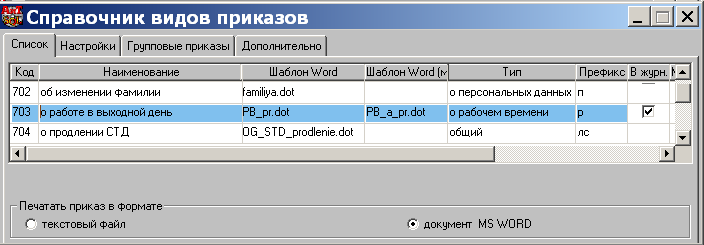 Справочник видов приказов
Список Настройки Групповые приказы Дополнительно
Код Наименование Шаблон Word Шаблон Word (м Тип Префикс В журн.
702 об изменении фамилии familiya.dot о персональных данных п
703 о работе в выходной день PB_pr.dot PB_a_pr.dot о рабочем времени р
704 о продлении СТД OG_STD_prodlenie.dot общий лс
Печатать приказ в формате
текстовый файл документ MS WORD